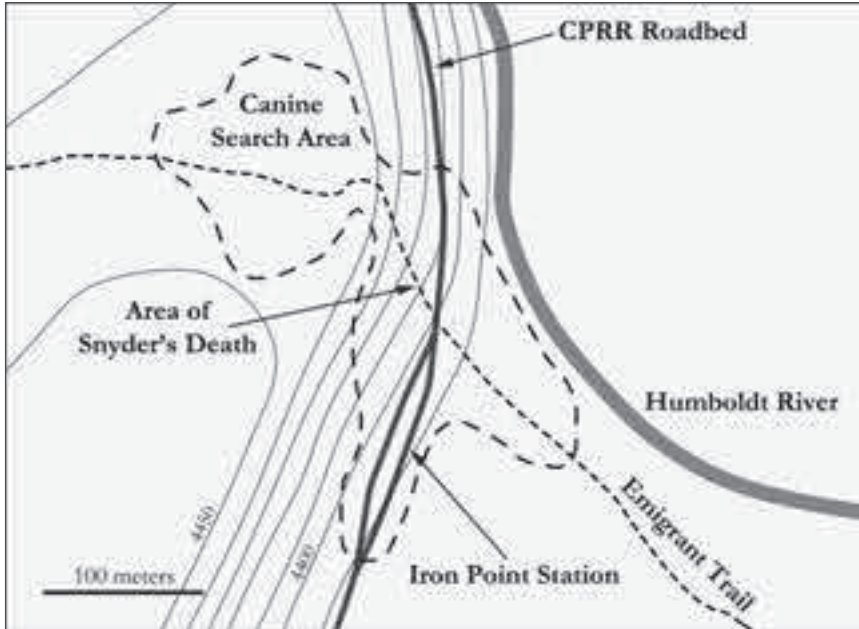 CPRR Roadbed
Canine
Search Area
Area of
Snyder's Death
Humboldt River
Emigrant Trail
4450
4400
100 meters
Iron Point Station